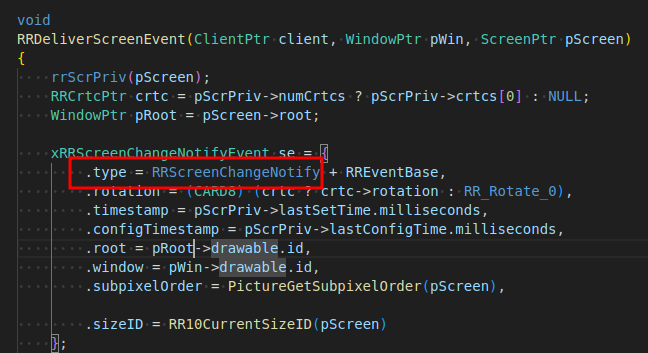 void
RRDeliverScreenEvent(ClientPtr client, WindowPtr pWin, ScreenPtr pScreen)
{
rrScrPriv(pScreen);
RRCrtcPtr crtc = pScrPriv->numCrtcs ? pScrPriv->crtcs[0] : NULL;
WindowPtr pRoot = pScreen->root;
xRRScreenChangeNotifyEvent se = {
.type = RRScreenChangeNotify + RREventBase,
.rotation = (CARD8) (crtc ? crtc->rotation : RR_Rotate_0),
.timestamp = pScrPriv->lastSetTime.milliseconds,
.configTimestamp = pScrPriv->lastConfigTime.milliseconds,
.root = pRoot->drawable.id,
.window = pWin->drawable.id,
.subpixelOrder = PictureGetSubpixelOrder(pScreen),
.sizeID = RR10CurrentSizeID(pScreen)
};